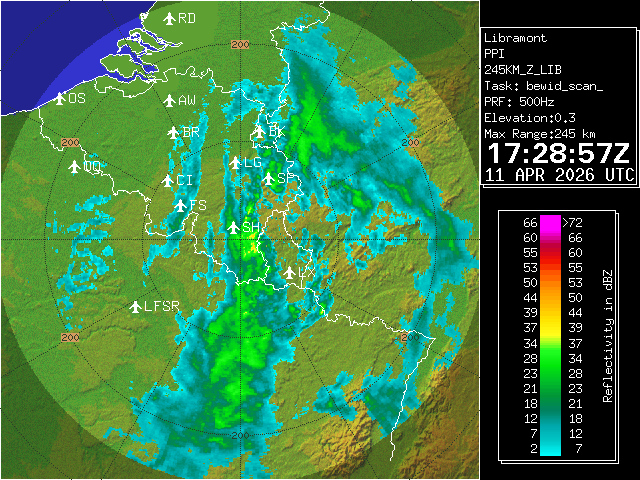 RD
200
OS
AW
200
BR
BK
200
OO
LG
CI
SP
FS
SH
LX
LFSR
200
200
200
Libramont
PPI
245KM_Z_LIB
Task: bewid_scan_
PRF: 500Hz
Elevation:0.3
Max Range:245 km
17:28:57Z
11 APR 2026 UTC
66 >72
60 66
55 60
53 55
50 53
44 50
39 44
37 39
34 37
28 34
23 28
21 23
18 21
12 18
7 12
2 7
Reflectivity in dBZ